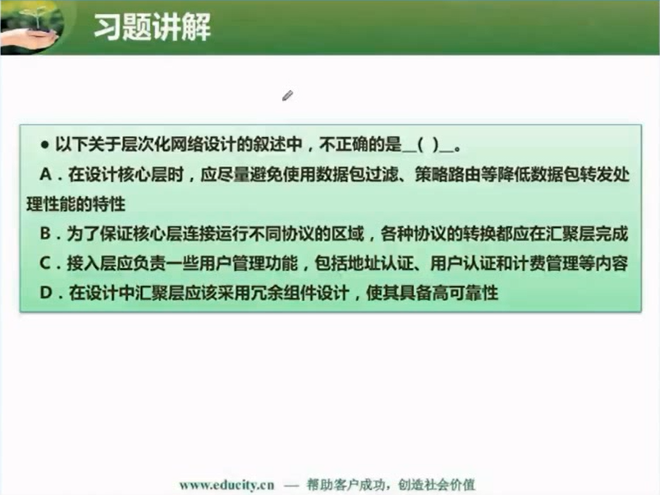 习题讲解
● 以下关于层次化网络设计的叙述中，不正确的是__( )__。
A．在设计核心层时，应尽量避免使用数据包过滤、策略路由等降低数据包转发处
理性能的特性
B．为了保证核心层连接运行不同协议的区域，各种协议的转换都应在汇聚层完成
C．接入层应负责一些用户管理功能，包括地址认证、用户认证和计费管理等内容
D．在设计中汇聚层应该采用冗余组件设计，使其具备高可靠性
www.educity.cn — 帮助客户成功，创造社会价值